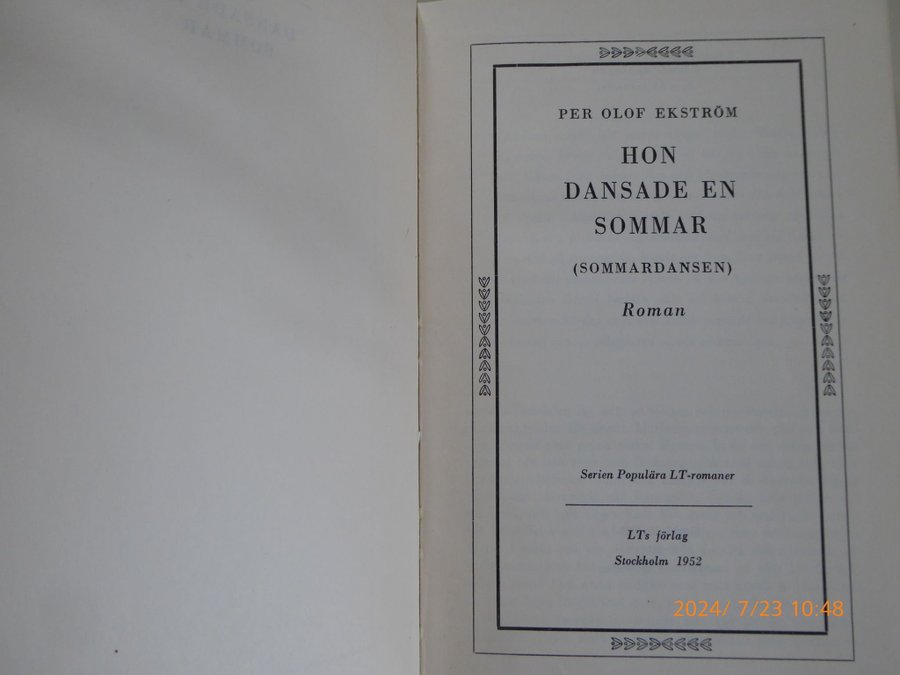 PER OLOF EKSTRÖM
HON
DANSADE EN
SOMMAR
(SOMMARDANSEN)
Roman
Serien Populära LT-romaner
LTs förlag
Stockholm 1952
2024/ 7/23 10:48